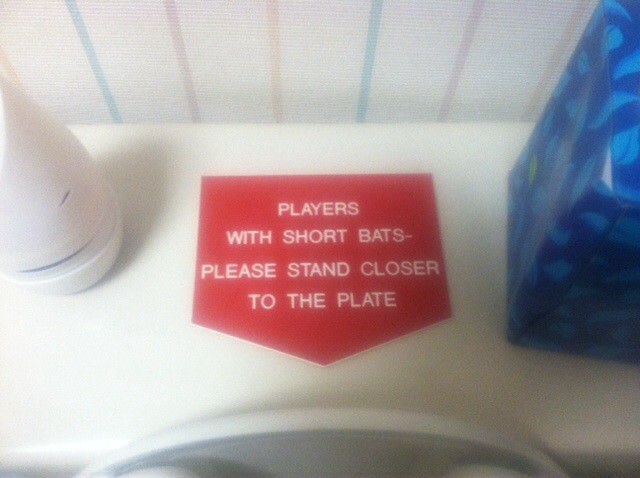 PLAYERS
WITH SHORT BATS-
PLEASE STAND CLOSER
TO THE PLATE